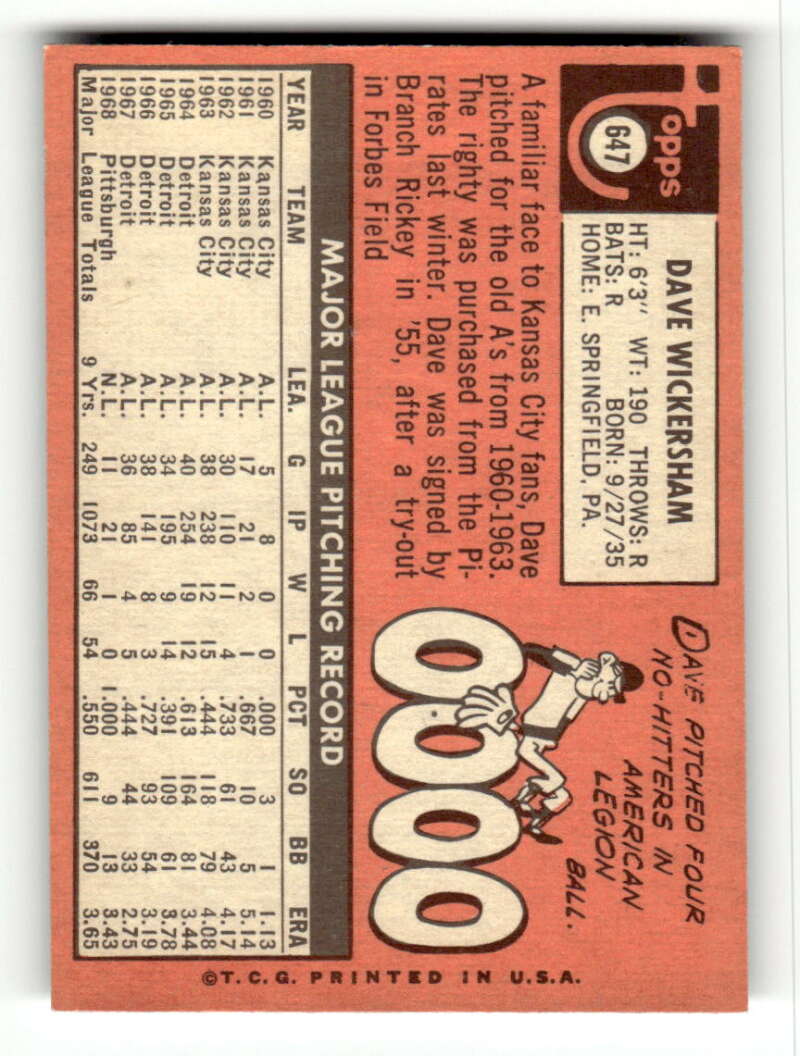 Topps
647
DAVE WICKERSHAM
HT: 6'3" WT: 190 THROWS: R
BATS: R BORN: 9/27/35
HOME: E. SPRINGFIELD, PA.
A familiar face to Kansas City fans, Dave
pitched for the old A's from 1960-1963.
The righty was purchased from the Pi-
rates last winter. Dave was signed by
Branch Rickey in '55, after a try-out
in Forbes Field
DAVE PITCHED FOUR
NO-HITTERS IN
AMERICAN
LEGION
BALL.
0000
MAJOR LEAGUE PITCHING RECORD
YEAR TEAM LEA. G IP W L PCT SO BB ERA
1960 Kansas City A.L. 5 8 0 0 .000 3 1 1.13
1961 Kansas City A.L. 17 21 2 1 .667 10 5 5.14
1962 Kansas City A.L. 30 110 11 4 .733 61 43 4.17
1963 Kansas City A.L. 38 238 12 15 .444 118 79 4.08
1964 Detroit A.L. 40 254 19 12 .613 164 81 3.44
1965 Detroit A.L. 34 195 9 14 .391 109 61 3.78
1966 Detroit A.L. 38 141 8 3 .727 93 54 3.19
1967 Detroit A.L. 36 85 4 5 .444 44 33 2.75
1968 Pittsburgh N.L. 11 21 1 0 1.000 9 13 3.43
Major League Totals 9 Yrs. 249 1073 66 54 .550 611 370 3.65
©T.C.G. PRINTED IN U.S.A.